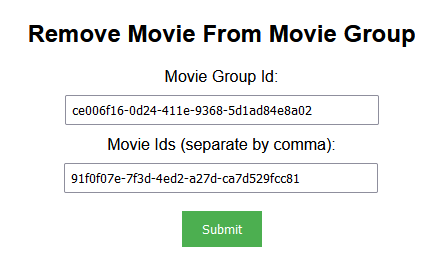 Remove Movie From Movie Group
Movie Group Id:
ce006f16-0d24-411e-9368-5d1ad84e8a02
Movie Ids (separate by comma):
91f0f07e-7f3d-4ed2-a27d-ca7d529fcc81
Submit